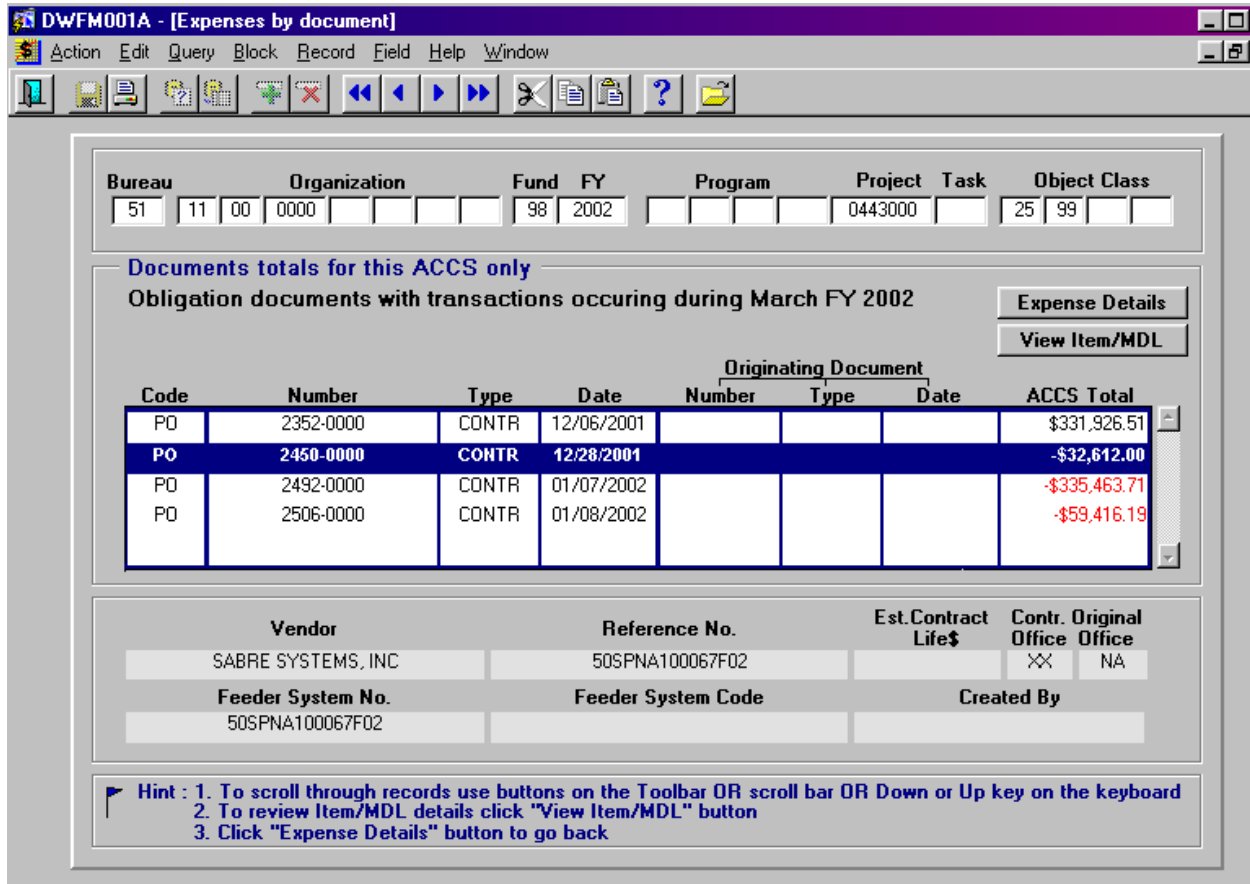 DWFM001A - [Expenses by document]
Action Edit Query Block Record Field Help Window
Bureau Organization Fund FY Program Project Task Object Class
51 11 00 0000 98 2002 0443000 25 99
Documents totals for this ACCS only
Obligation documents with transactions occuring during March FY 2002
Expense Details
View Item/MDL
Originating Document
Code Number Type Date Number Type Date ACCS Total
PO 2352-0000 CONTR 12/06/2001 $331,926.51
PO 2450-0000 CONTR 12/28/2001 -$32,612.00
PO 2492-0000 CONTR 01/07/2002 -$335,463.71
PO 2506-0000 CONTR 01/08/2002 -$59,416.19
Vendor Reference No. Est.Contract Life$ Contr. Office Original Office
SABRE SYSTEMS, INC 50SPNA100067F02 XX NA
Feeder System No. Feeder System Code Created By
50SPNA100067F02
Hint : 1. To scroll through records use buttons on the Toolbar OR scroll bar OR Down or Up key on the keyboard
2. To review Item/MDL details click "View Item/MDL" button
3. Click "Expense Details" button to go back